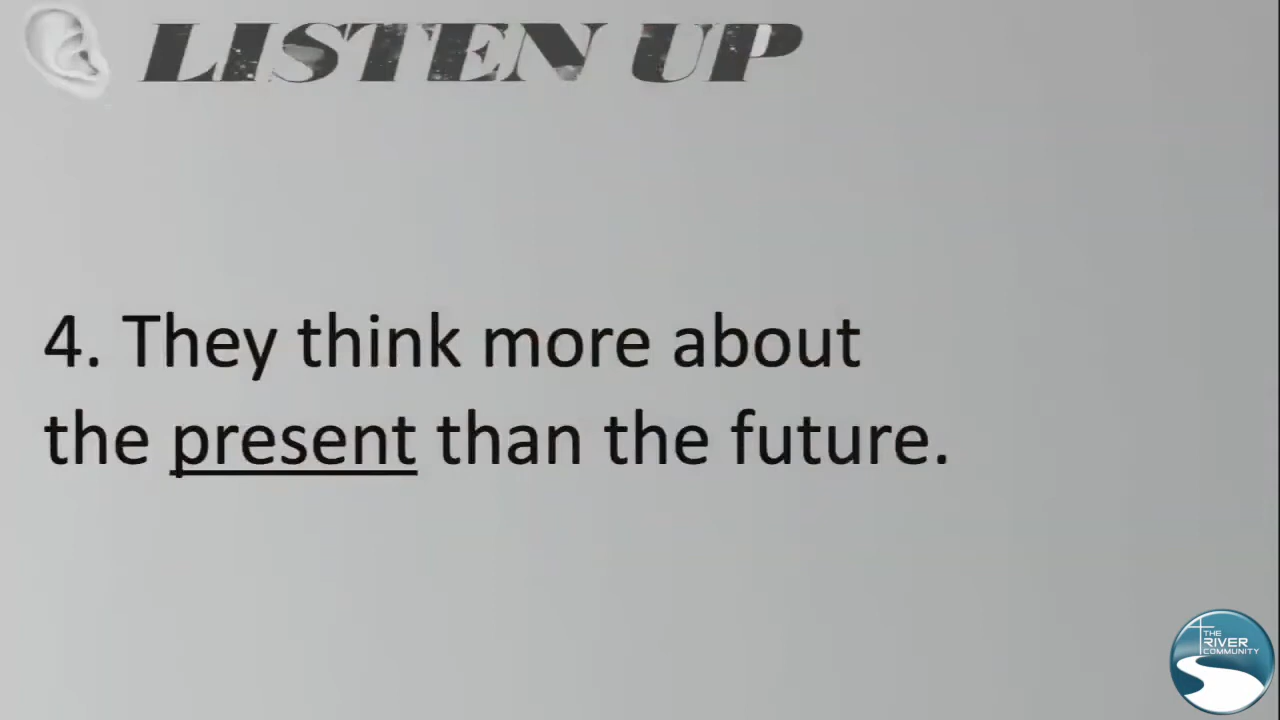 LISTEN UP
4. They think more about
the present than the future.
THE
RIVER
COMMUNITY